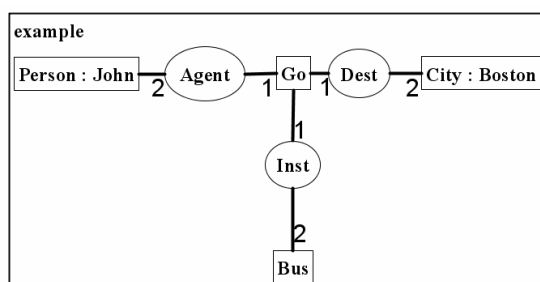 example
Person : John
2
Agent
1
Go
1
Dest
2
City : Boston
1
Inst
2
Bus